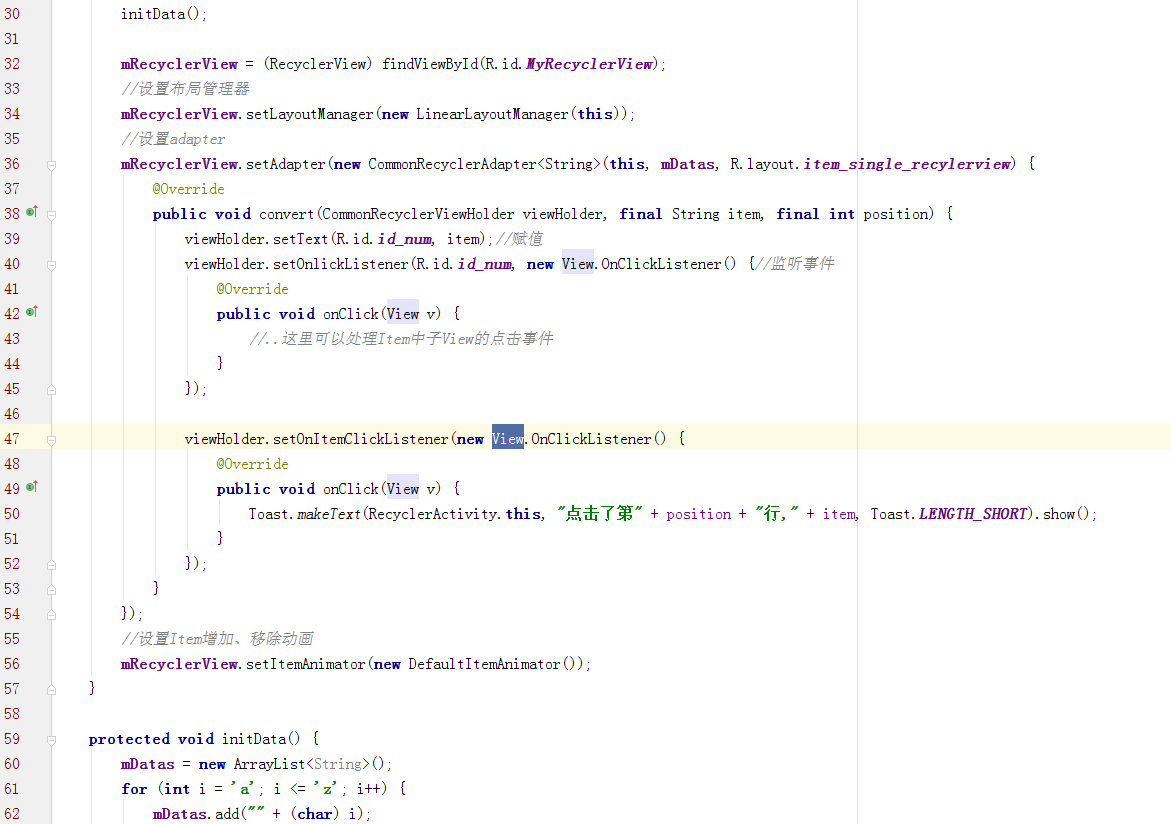 30 initData();
31
32 mRecyclerView = (RecyclerView) findViewById(R.id.MyRecyclerView);
33 //设置布局管理器
34 mRecyclerView.setLayoutManager(new LinearLayoutManager(this));
35 //设置adapter
36 mRecyclerView.setAdapter(new CommonRecyclerAdapter<String>(this, mDatas, R.layout.item_single_recylerview) {
37 @Override
38 public void convert(CommonRecyclerViewHolder viewHolder, final String item, final int position) {
39 viewHolder.setText(R.id.id_num, item);//赋值
40 viewHolder.setOnlickListener(R.id.id_num, new View.OnClickListener() {//监听事件
41 @Override
42 public void onClick(View v) {
43 //..这里可以处理Item中子View的点击事件
44 }
45 });
46
47 viewHolder.setOnItemClickListener(new View.OnClickListener() {
48 @Override
49 public void onClick(View v) {
50 Toast.makeText(RecyclerActivity.this, "点击了第" + position + "行," + item, Toast.LENGTH_SHORT).show();
51 }
52 });
53 }
54 });
55 //设置Item增加、移除动画
56 mRecyclerView.setItemAnimator(new DefaultItemAnimator());
57 }
58
59 protected void initData() {
60 mDatas = new ArrayList<String>();
61 for (int i = 'a'; i <= 'z'; i++) {
62 mDatas.add("" + (char) i);